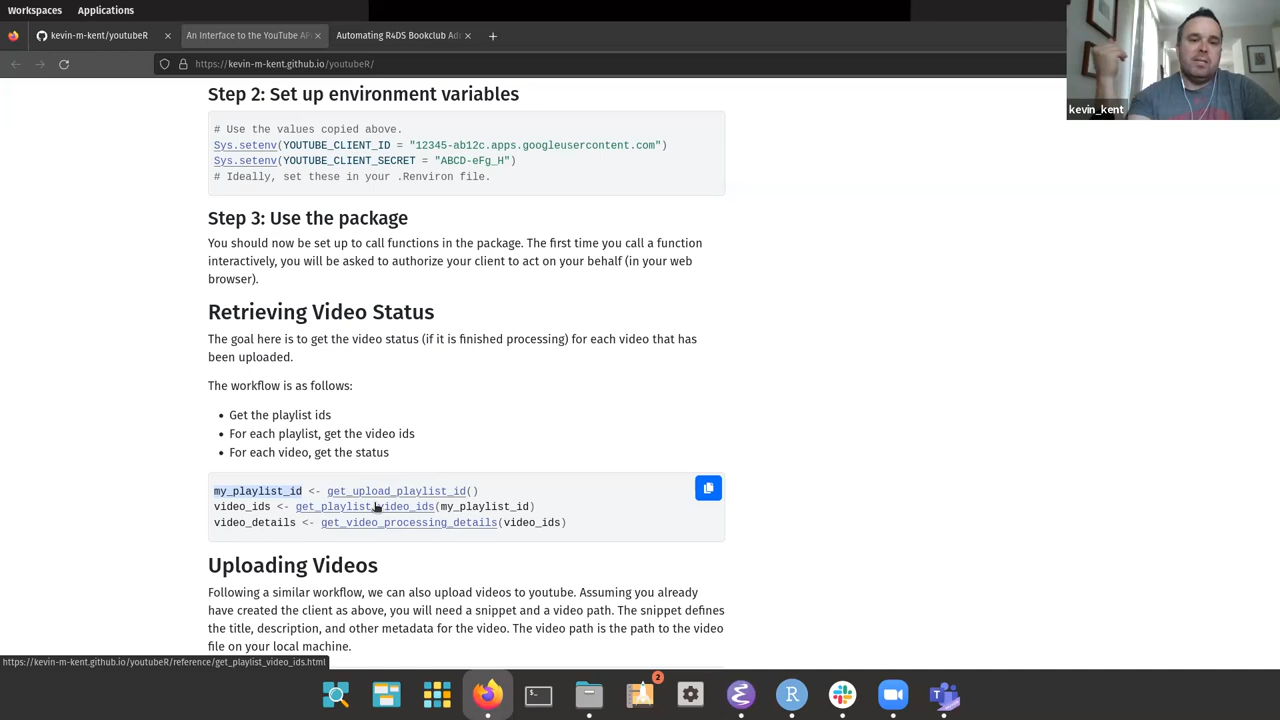 Workspaces Applications
kevin-m-kent/youtubeR
An Interface to the YouTube AP
Automating R4DS Bookclub Ad
https://kevin-m-kent.github.io/youtubeR/
kevin_kent
Step 2: Set up environment variables
# Use the values copied above.
Sys.setenv(YOUTUBE_CLIENT_ID = "12345-ab12c.apps.googleusercontent.com")
Sys.setenv(YOUTUBE_CLIENT_SECRET = "ABCD-eFg_H")
# Ideally, set these in your .Renviron file.
Step 3: Use the package
You should now be set up to call functions in the package. The first time you call a function
interactively, you will be asked to authorize your client to act on your behalf (in your web
browser).
Retrieving Video Status
The goal here is to get the video status (if it is finished processing) for each video that has
been uploaded.
The workflow is as follows:
• Get the playlist ids
• For each playlist, get the video ids
• For each video, get the status
my_playlist_id <- get_upload_playlist_id()
video_ids <- get_playlist_video_ids(my_playlist_id)
video_details <- get_video_processing_details(video_ids)
Uploading Videos
Following a similar workflow, we can also upload videos to youtube. Assuming you already
have created the client as above, you will need a snippet and a video path. The snippet defines
the title, description, and other metadata for the video. The video path is the path to the video
file on your local machine.
https://kevin-m-kent.github.io/youtubeR/reference/get_playlist_video_ids.html
2
R